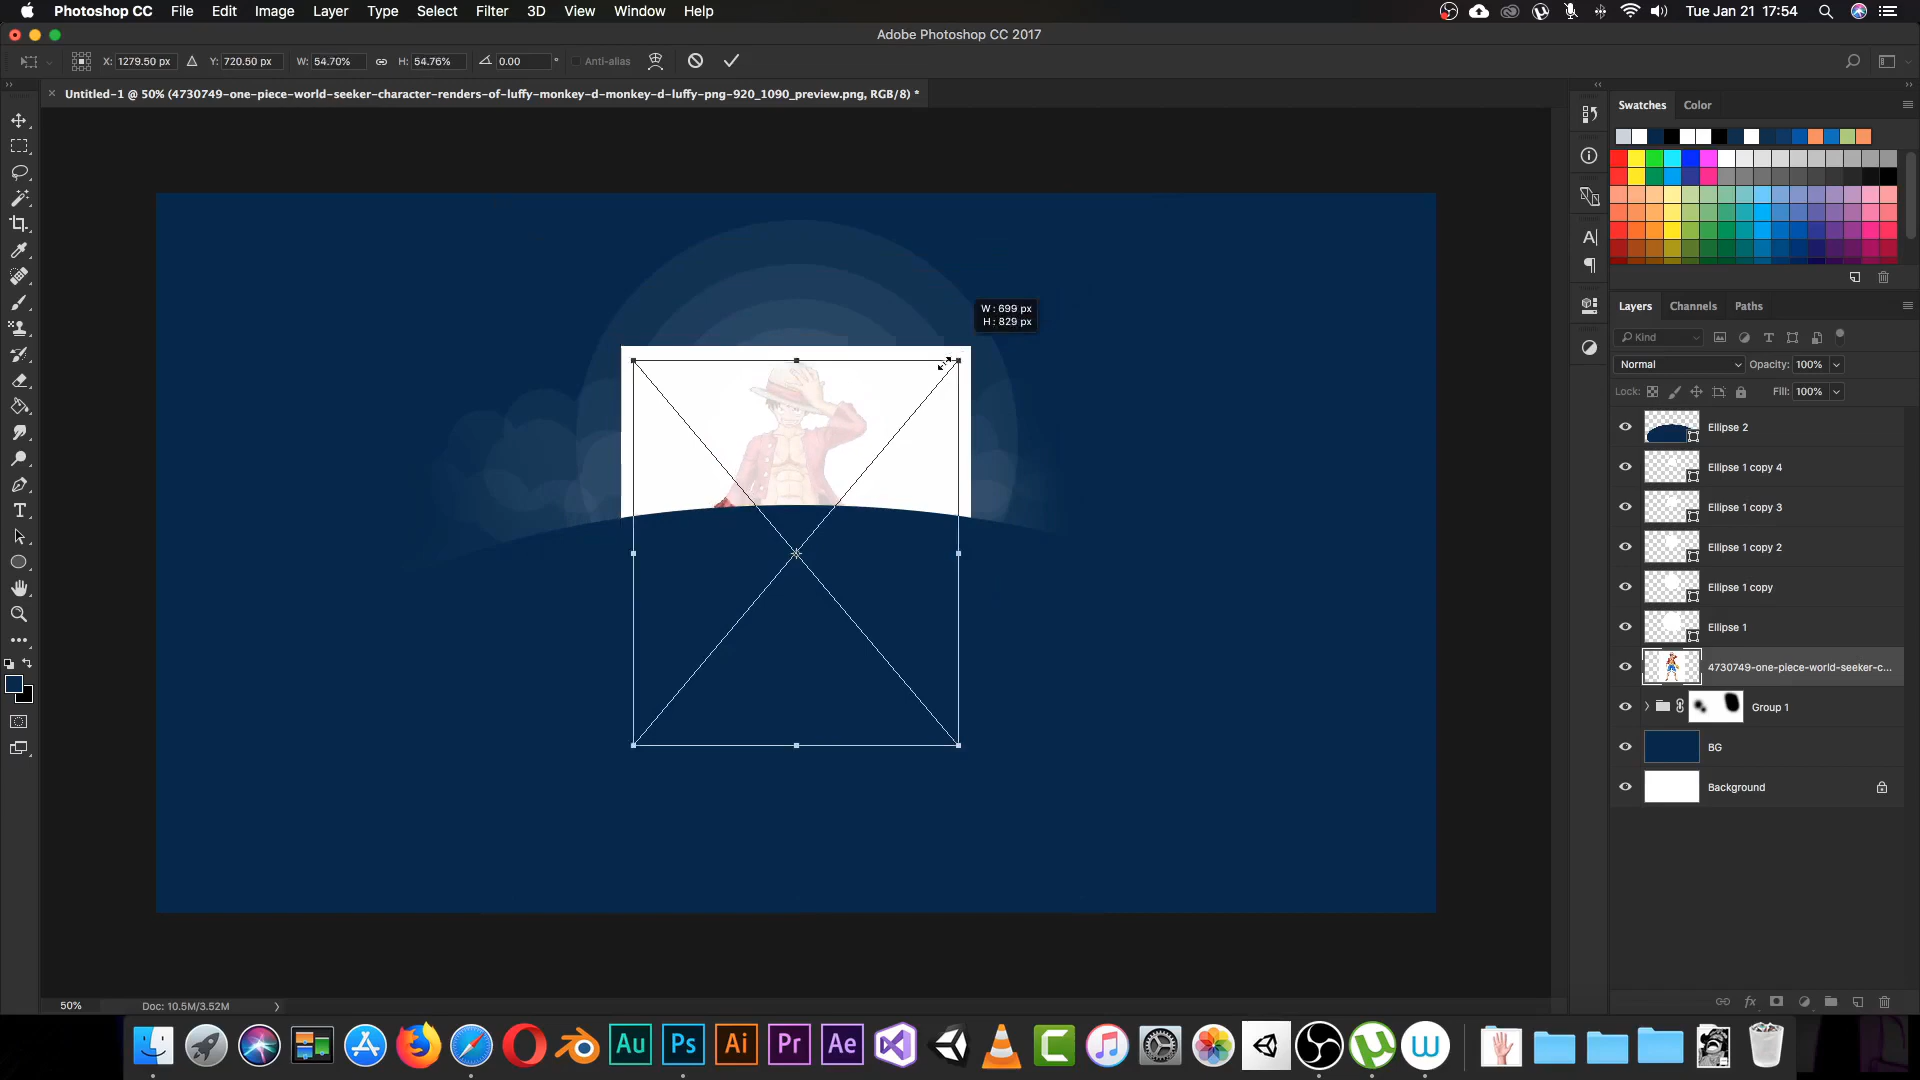 Photoshop CC File Edit Image Layer Type Select Filter 3D View Window Help Tue Jan 21 17:54
Adobe Photoshop CC 2017
X: 1279.50 px Y: 720.50 px W: 54.70% H: 54.76% 0.00 ° Anti-alias
Untitled-1 @ 50% (4730749-one-piece-world-seeker-character-renders-of-luffy-monkey-d-monkey-d-luffy-png-920_1090_preview.png, RGB/8) *
Swatches Color
W: 699 px
H: 829 px
Layers Channels Paths
Kind
Normal Opacity: 100%
Lock: Fill: 100%
Ellipse 2
Ellipse 1 copy 4
Ellipse 1 copy 3
Ellipse 1 copy 2
Ellipse 1 copy
Ellipse 1
4730749-one-piece-world-seeker-c...
Group 1
BG
Background
50% Doc: 10.5M/3.52M
Au Ps Ai Pr Ae